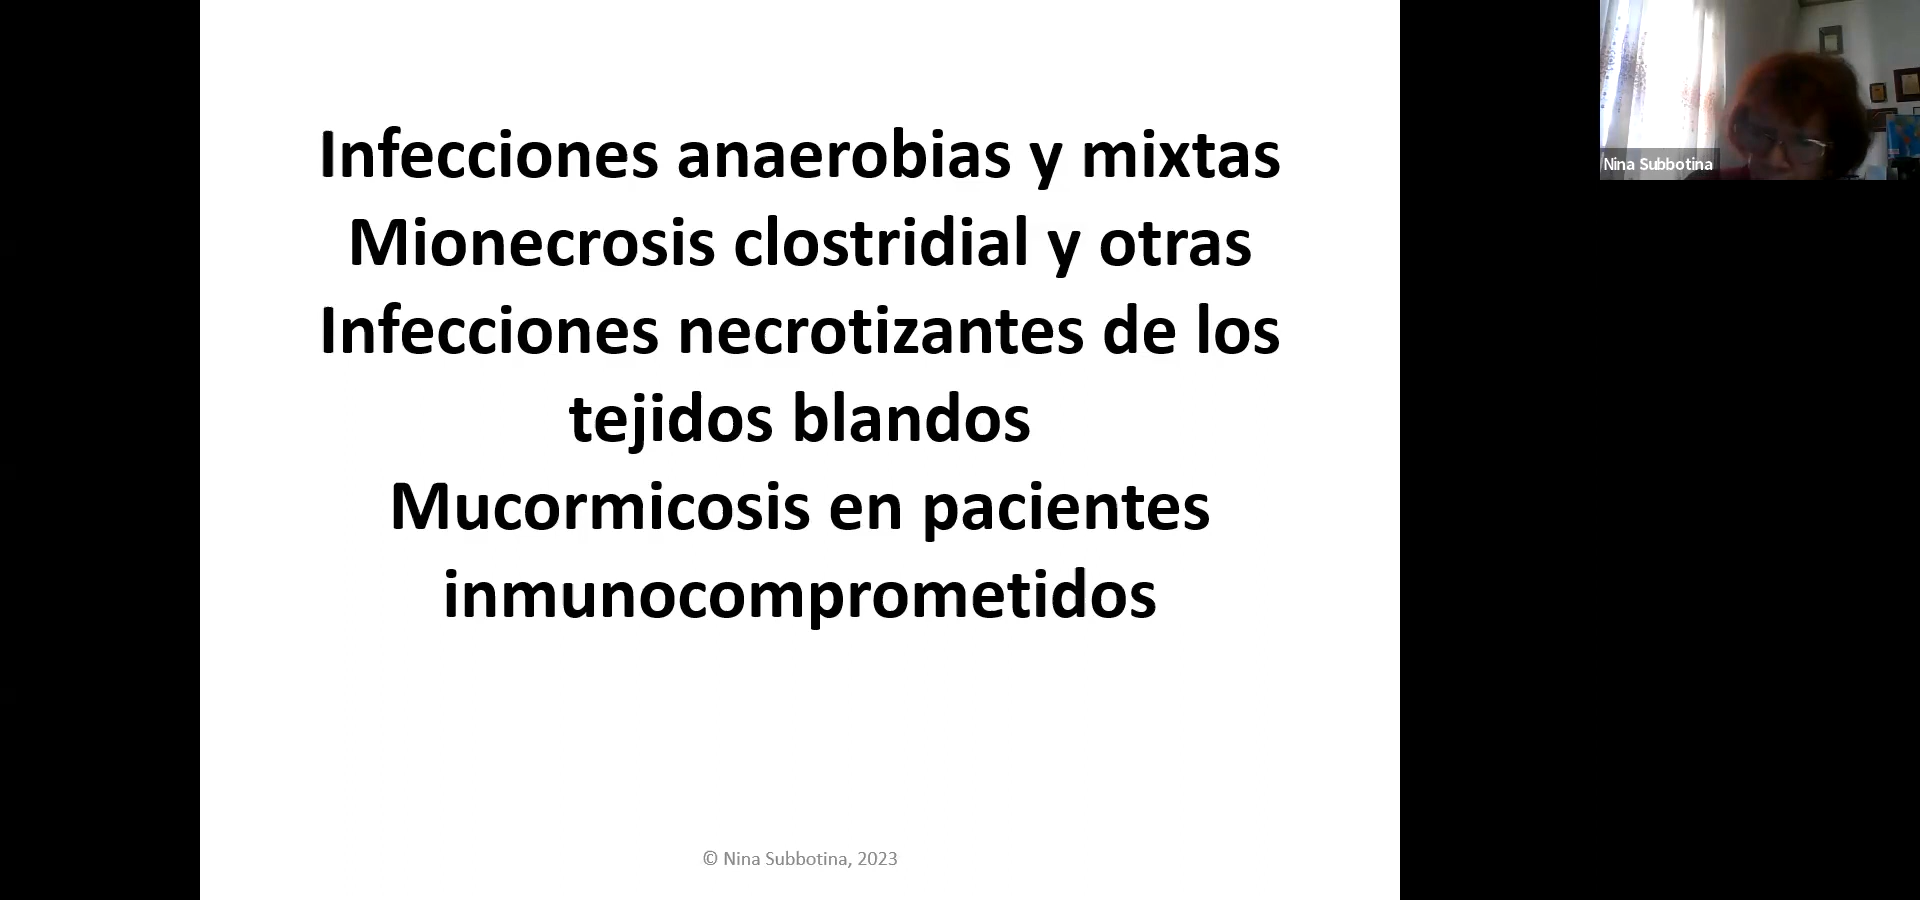 Infecciones anaerobias y mixtas
Mionecrosis clostridial y otras
Infecciones necrotizantes de los
tejidos blandos
Mucormicosis en pacientes
inmunocomprometidos
© Nina Subbotina, 2023
Nina Subbotina